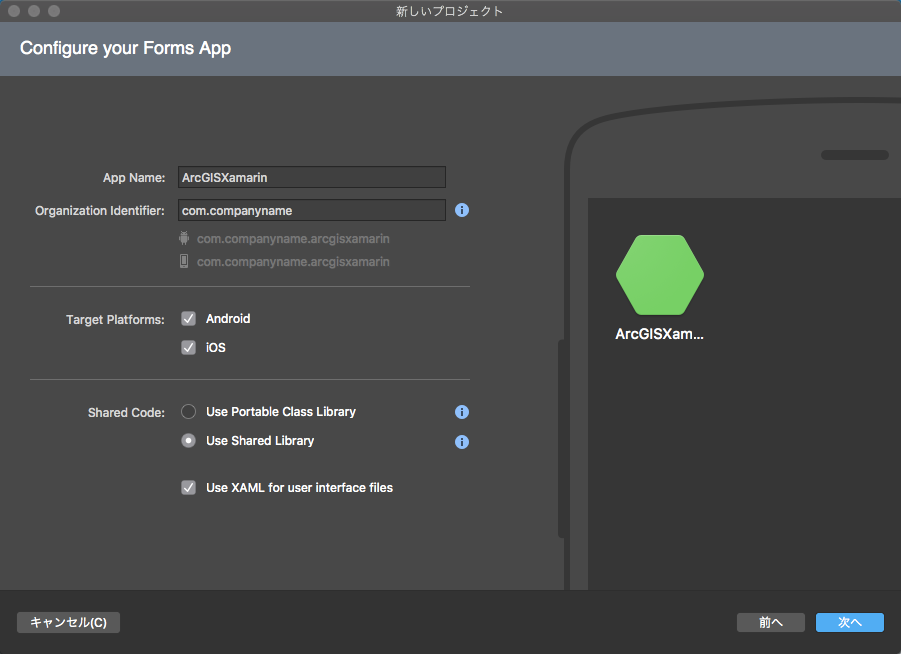 新しいプロジェクト
Configure your Forms App
App Name: ArcGISXamarin
Organization Identifier: com.companyname
com.companyname.arcgisxamarin
com.companyname.arcgisxamarin
Target Platforms: Android
iOS
Shared Code: Use Portable Class Library
Use Shared Library
Use XAML for user interface files
ArcGISXam...
キャンセル(C)
前へ
次へ